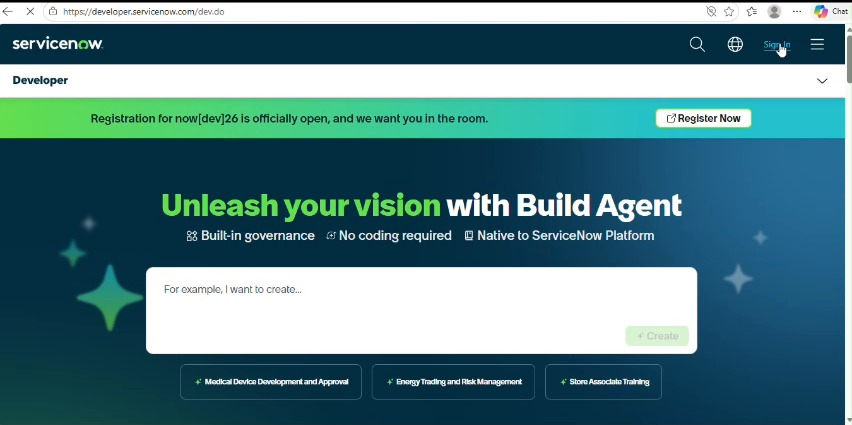 https://developer.servicenow.com/dev.do
Chat
servicenow
Sign In
Developer
Registration for now[dev]26 is officially open, and we want you in the room.
Register Now
Unleash your vision with Build Agent
Built-in governance No coding required Native to ServiceNow Platform
For example, I want to create...
Create
Medical Device Development and Approval
Energy Trading and Risk Management
Store Associate Training